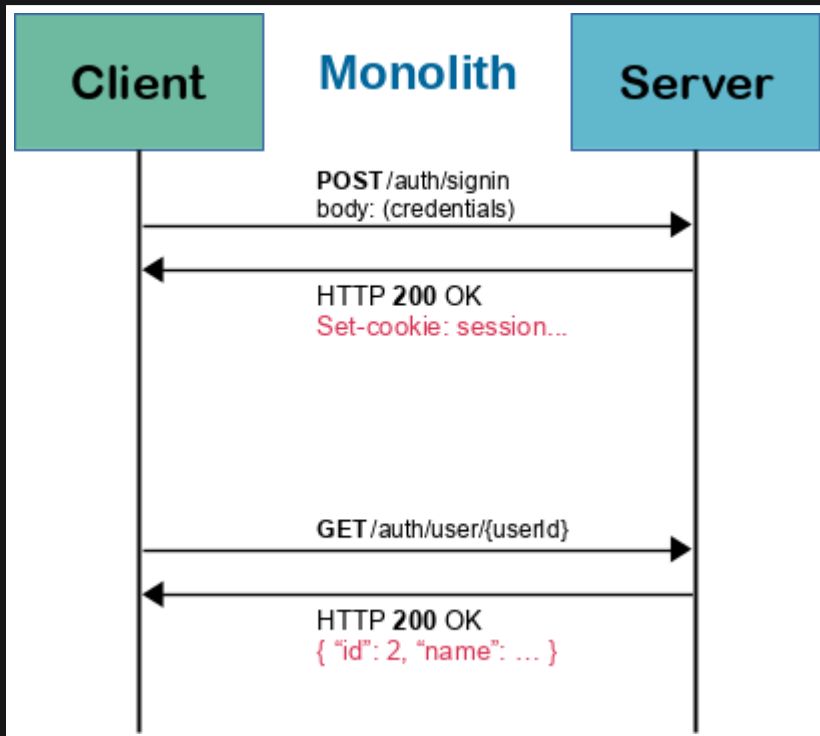 Client
Monolith
Server
POST /auth/signin
body: (credentials)
HTTP 200 OK
Set-cookie: session...
GET /auth/user/{userId}
HTTP 200 OK
{ “id”: 2, “name”: … }